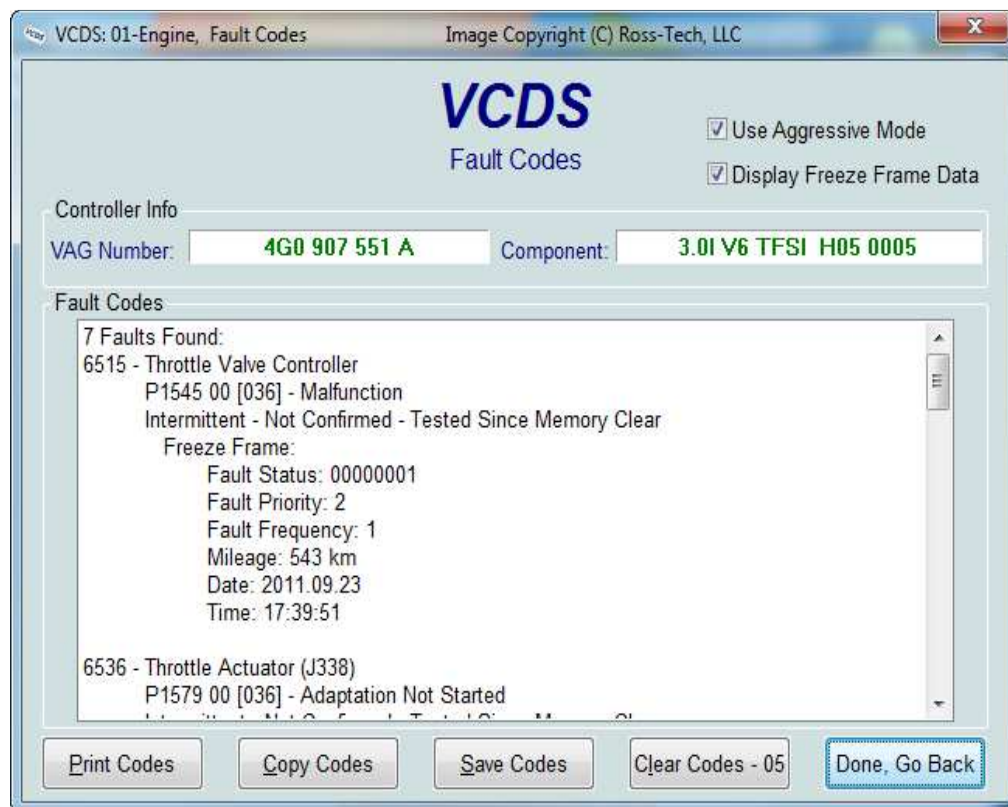 VCDS: 01-Engine, Fault Codes Image Copyright (C) Ross-Tech, LLC
VCDS
Fault Codes
Use Aggressive Mode
Display Freeze Frame Data
Controller Info
VAG Number: 4G0 907 551 A Component: 3.0l V6 TFSI H05 0005
Fault Codes
7 Faults Found:
6515 - Throttle Valve Controller
P1545 00 [036] - Malfunction
Intermittent - Not Confirmed - Tested Since Memory Clear
Freeze Frame:
Fault Status: 00000001
Fault Priority: 2
Fault Frequency: 1
Mileage: 543 km
Date: 2011.09.23
Time: 17:39:51
6536 - Throttle Actuator (J338)
P1579 00 [036] - Adaptation Not Started
Print Codes Copy Codes Save Codes Clear Codes - 05 Done, Go Back